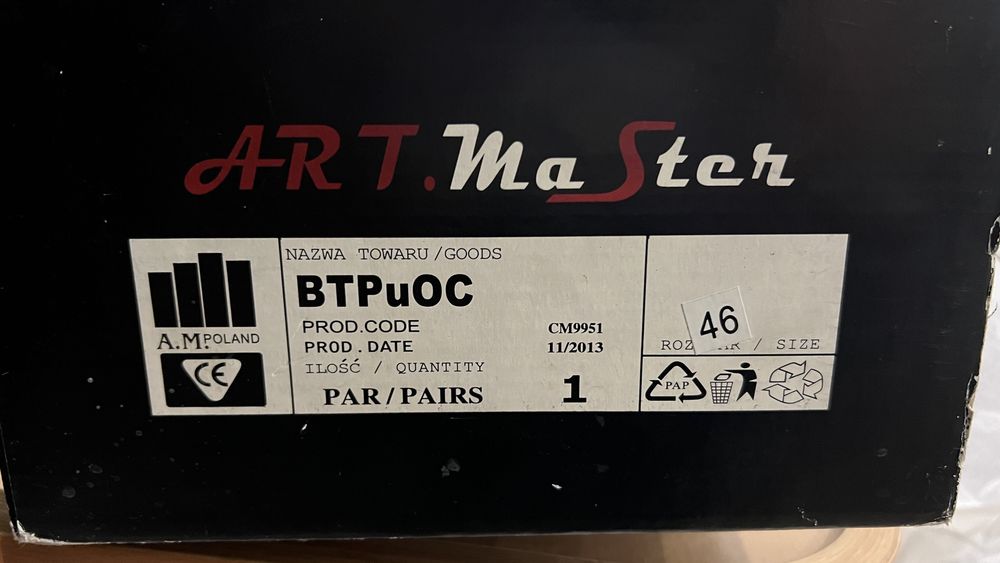 ART.MaSter
A.M.POLAND
CE
NAZWA TOWARU/GOODS
BTPuOC
PROD.CODE CM9951
PROD.DATE 11/2013
ILOŚĆ / QUANTITY
PAR/PAIRS 1
46
/ SIZE
PAP